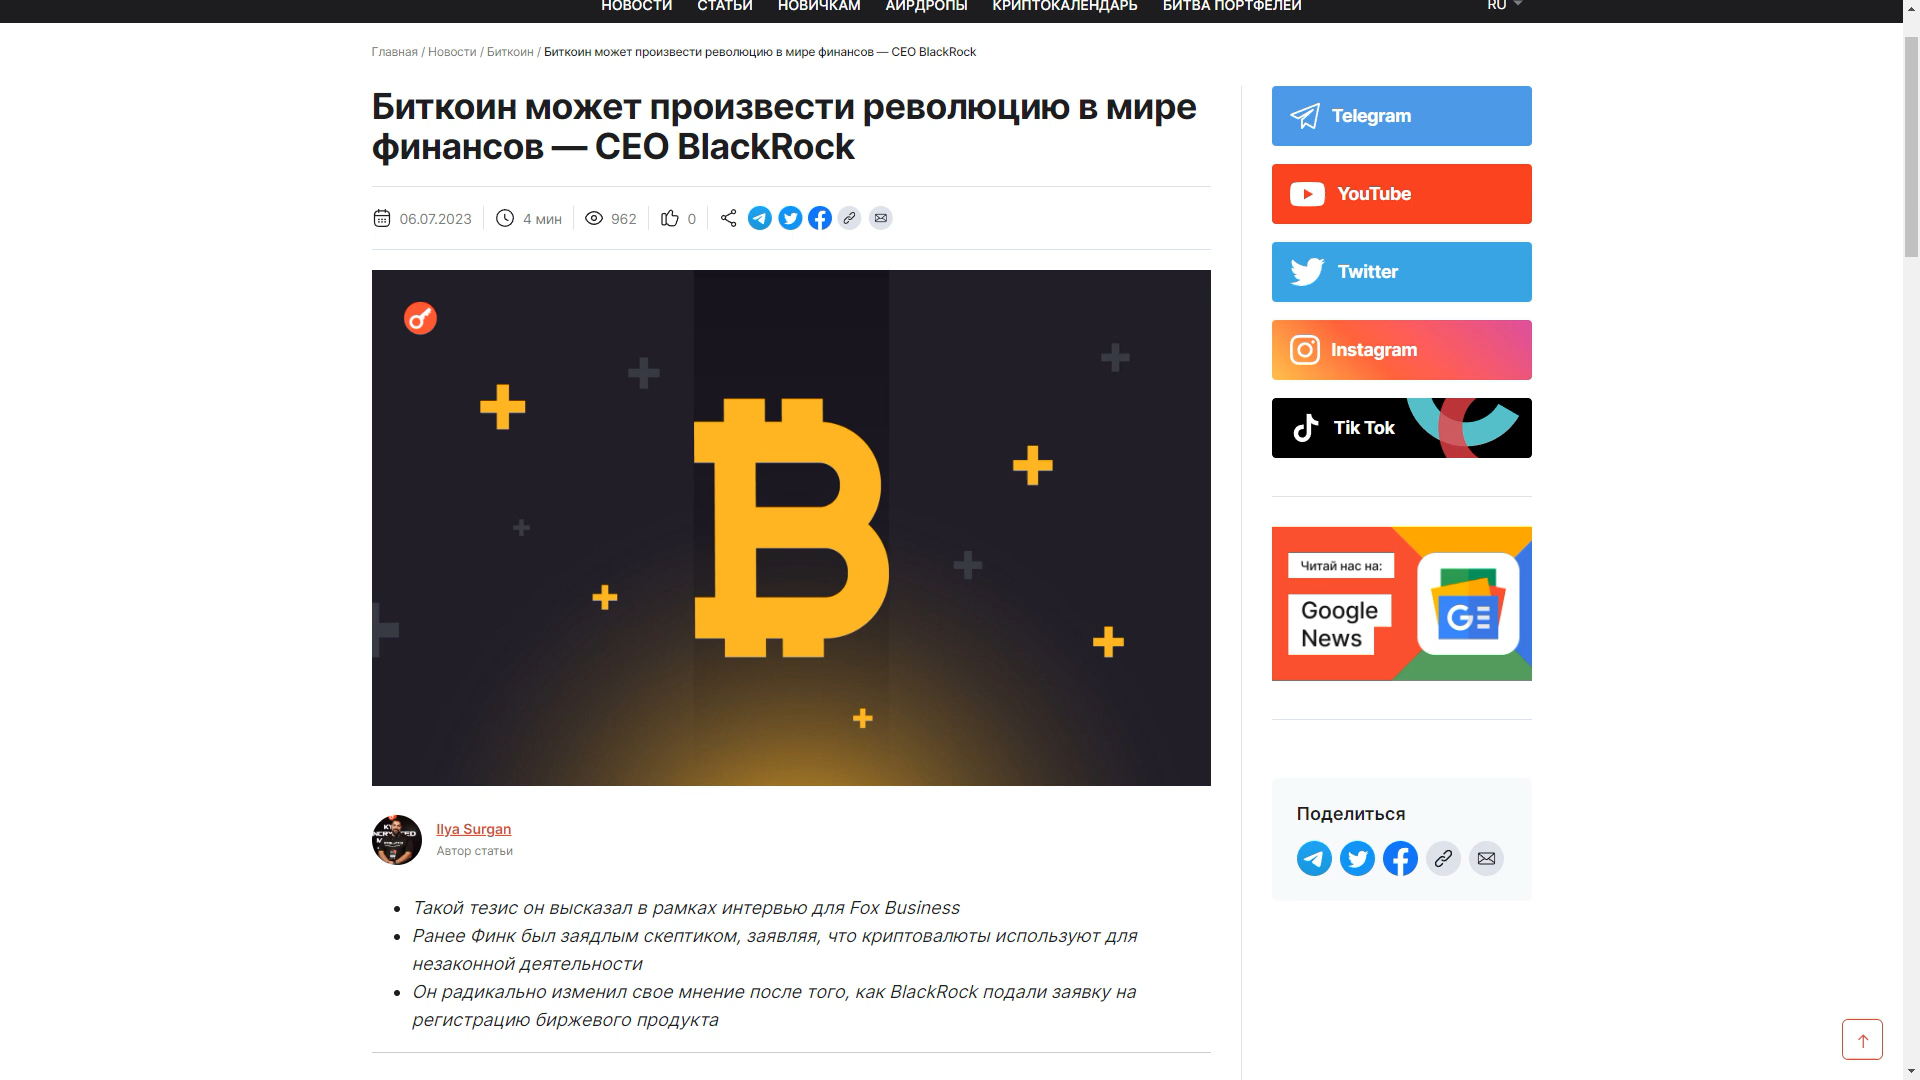 НОВОСТИ СТАТЬИ НОВИЧКАМ АИРДРОПЫ КРИПТОКАЛЕНДАРЬ БИТВА ПОРТФЕЛЕЙ RU
Главная / Новости / Биткоин / Биткоин может произвести революцию в мире финансов — CEO BlackRock
Биткоин может произвести революцию в мире
финансов — CEO BlackRock
06.07.2023 4 мин 962 0
Ilya Surgan
Автор статьи
Такой тезис он высказал в рамках интервью для Fox Business
Ранее Финк был заядлым скептиком, заявляя, что криптовалюты используют для
незаконной деятельности
Он радикально изменил свое мнение после того, как BlackRock подали заявку на
регистрацию биржевого продукта
Telegram
YouTube
Twitter
Instagram
Tik Tok
Читай нас на:
Google
News
GE
Поделиться